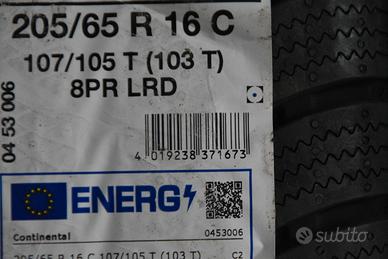 205/65 R 16 C
107/105 T (103 T)
8PR LRD
04 53 006
4 019238 371673
ENERG
Continental
0453006
205/65 R 16 C 107/105 T (103 T)
C2
subito